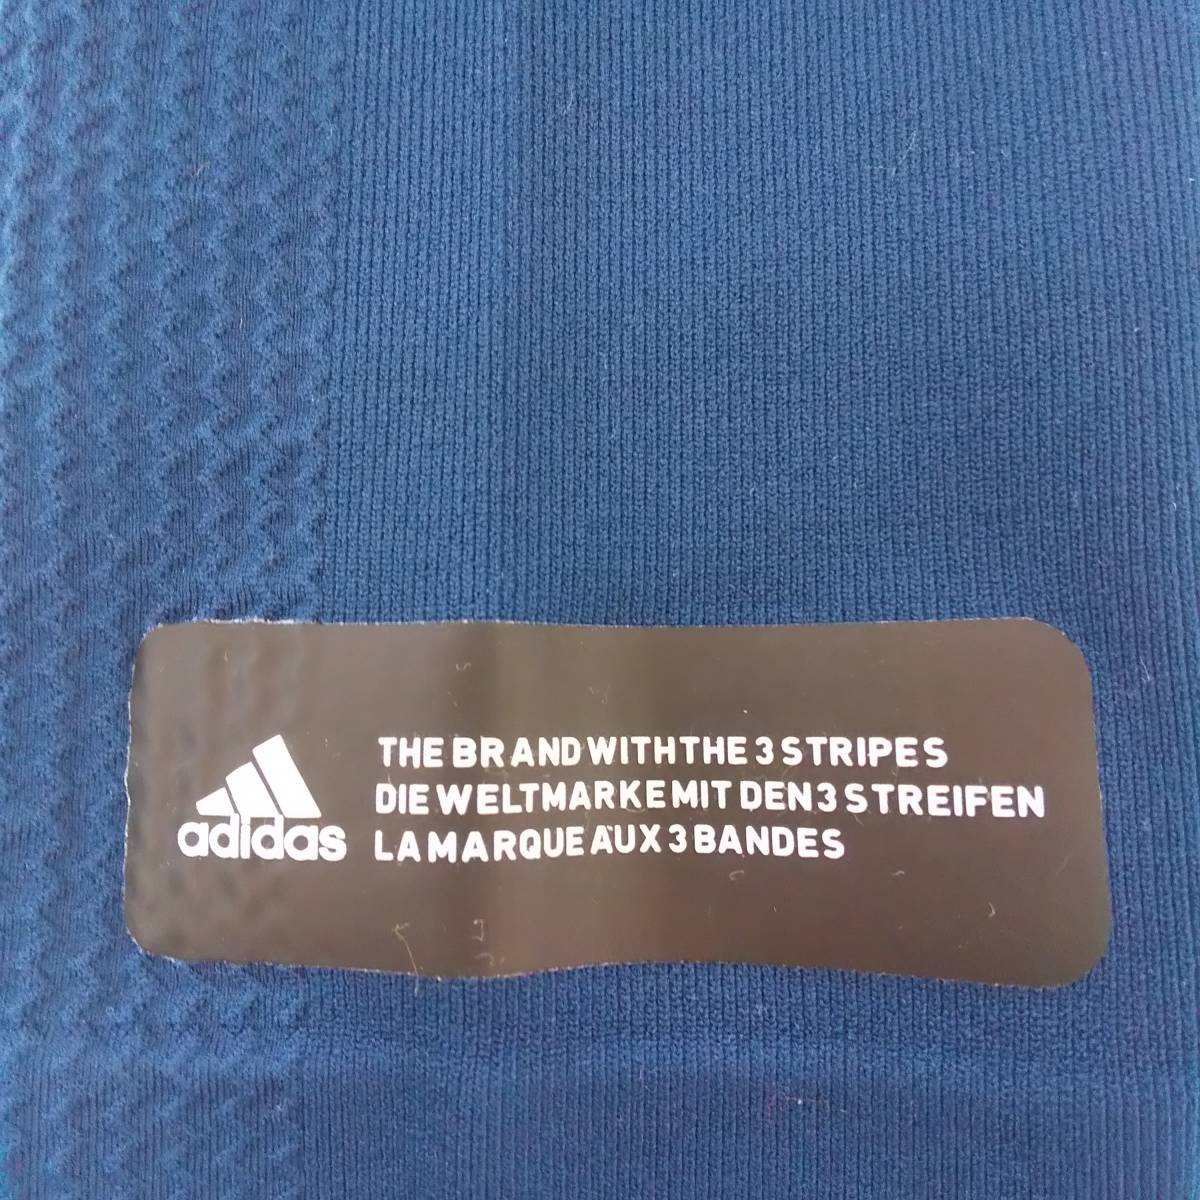 adidas
THE BRAND WITH THE 3 STRIPES
DIE WELTMARKE MIT DEN 3 STREIFEN
LA MARQUE AUX 3 BANDES